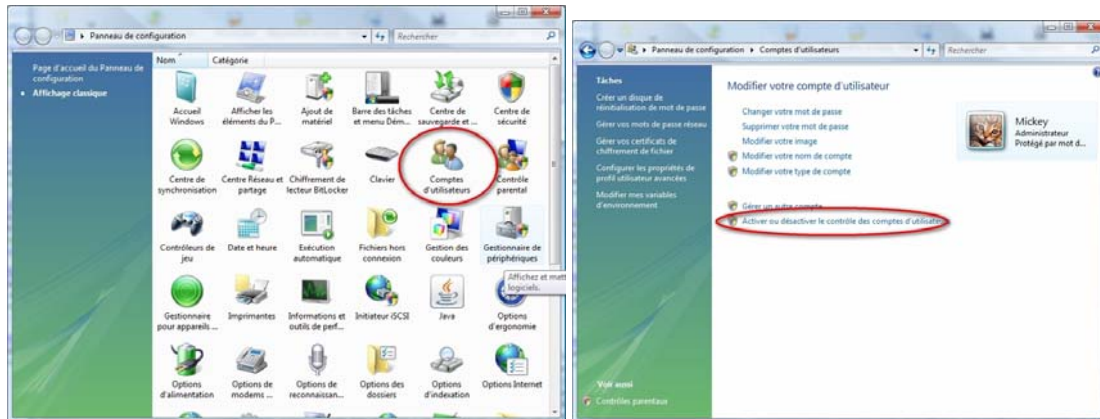 Panneau de configuration
Rechercher
Page d'accueil du Panneau de
configuration
Affichage classique
Nom Catégorie
Accueil
Windows
Afficher les
éléments du P...
Ajout de
matériel
Barre des tâches
et menu Dém...
Centre de
sauvegarde et ...
Centre de
sécurité
Centre de
synchronisation
Centre Réseau et
partage
Chiffrement de
lecteur BitLocker
Clavier
Comptes
d'utilisateurs
Contrôle
parental
Contrôleurs de
jeu
Date et heure
Exécution
automatique
Fichiers hors
connexion
Gestion des
couleurs
Gestionnaire de
périphériques
Affichez et mett
logiciels.
Gestionnaire
pour appareils ...
Imprimantes
Informations et
outils de perf...
Initiateur iSCSI
Java
Options
d'ergonomie
Options
d'alimentation
Options de
modems ...
Options de
reconnaissan...
Options des
dossiers
Options
d'indexation
Options Internet
Panneau de configuration Comptes d'utilisateurs
Rechercher
Tâches
Créer un disque de
réinitialisation de mot de passe
Gérer vos mots de passe réseau
Gérer vos certificats de
chiffrement de fichier
Configurer les propriétés de
profil utilisateur avancées
Modifier mes variables
d'environnement
Voir aussi
Contrôles parentaux
Modifier votre compte d'utilisateur
Changer votre mot de passe
Supprimer votre mot de passe
Modifier votre image
Modifier votre nom de compte
Modifier votre type de compte
Gérer un autre compte
Activer ou désactiver le contrôle des comptes d'utilisateurs
Mickey
Administrateur
Protégé par mot d...